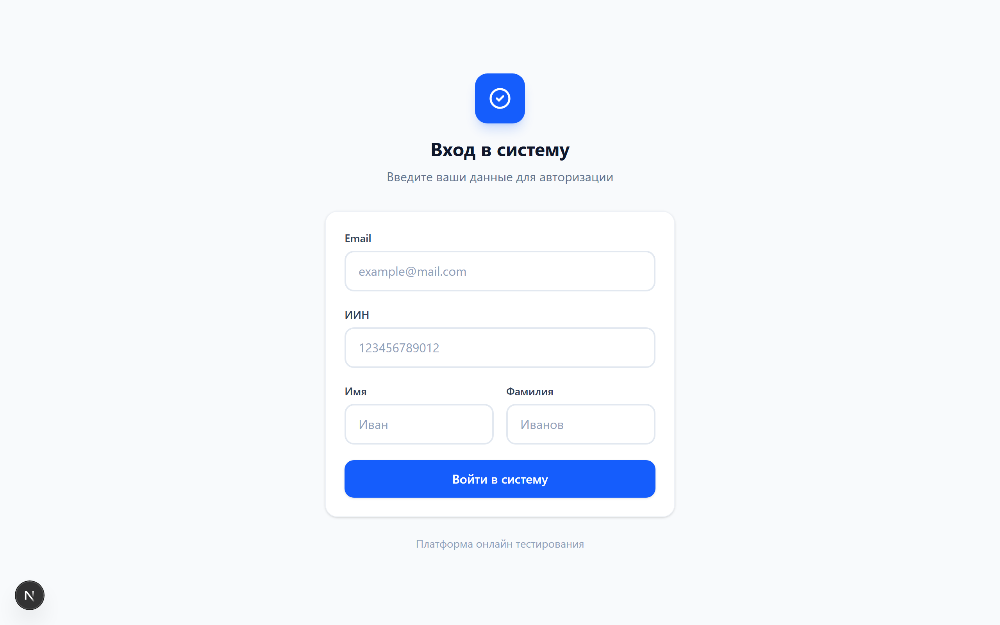 Вход в систему
Введите ваши данные для авторизации
Email
example@mail.com
ИИН
123456789012
Имя
Фамилия
Иван
Иванов
Войти в систему
Платформа онлайн тестирования
N